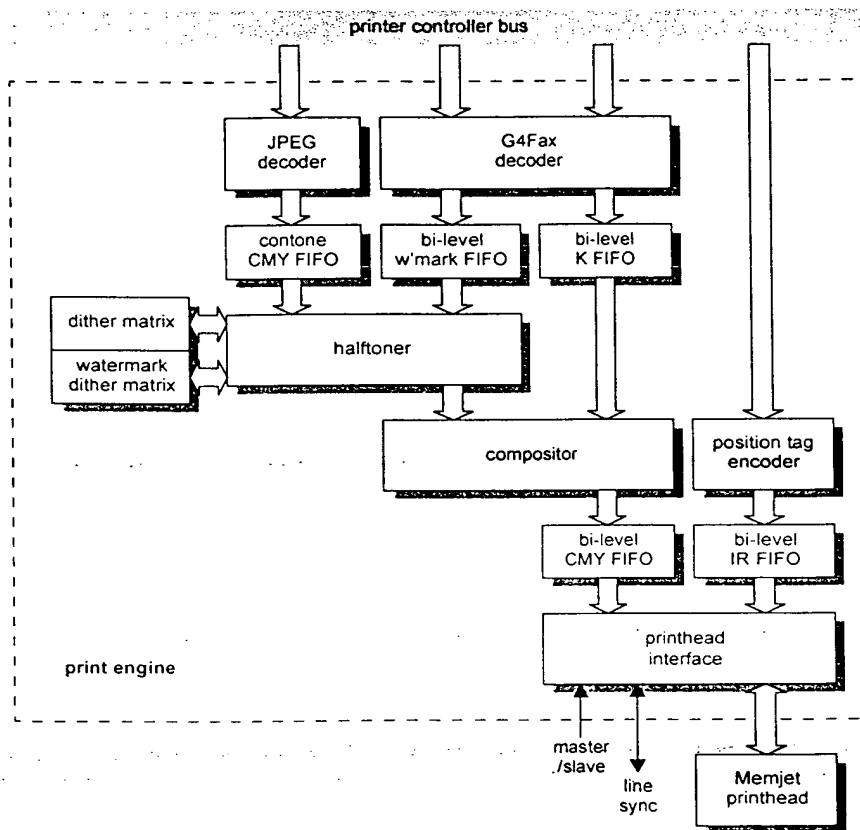 printer controller bus
JPEG
decoder
G4Fax
decoder
contone
CMY FIFO
bi-level
w'mark FIFO
bi-level
K FIFO
dither matrix
watermark
dither matrix
halftoner
compositor
position tag
encoder
bi-level
CMY FIFO
bi-level
IR FIFO
printhead
interface
print engine
master
/slave
line
sync
Memjet
printhead